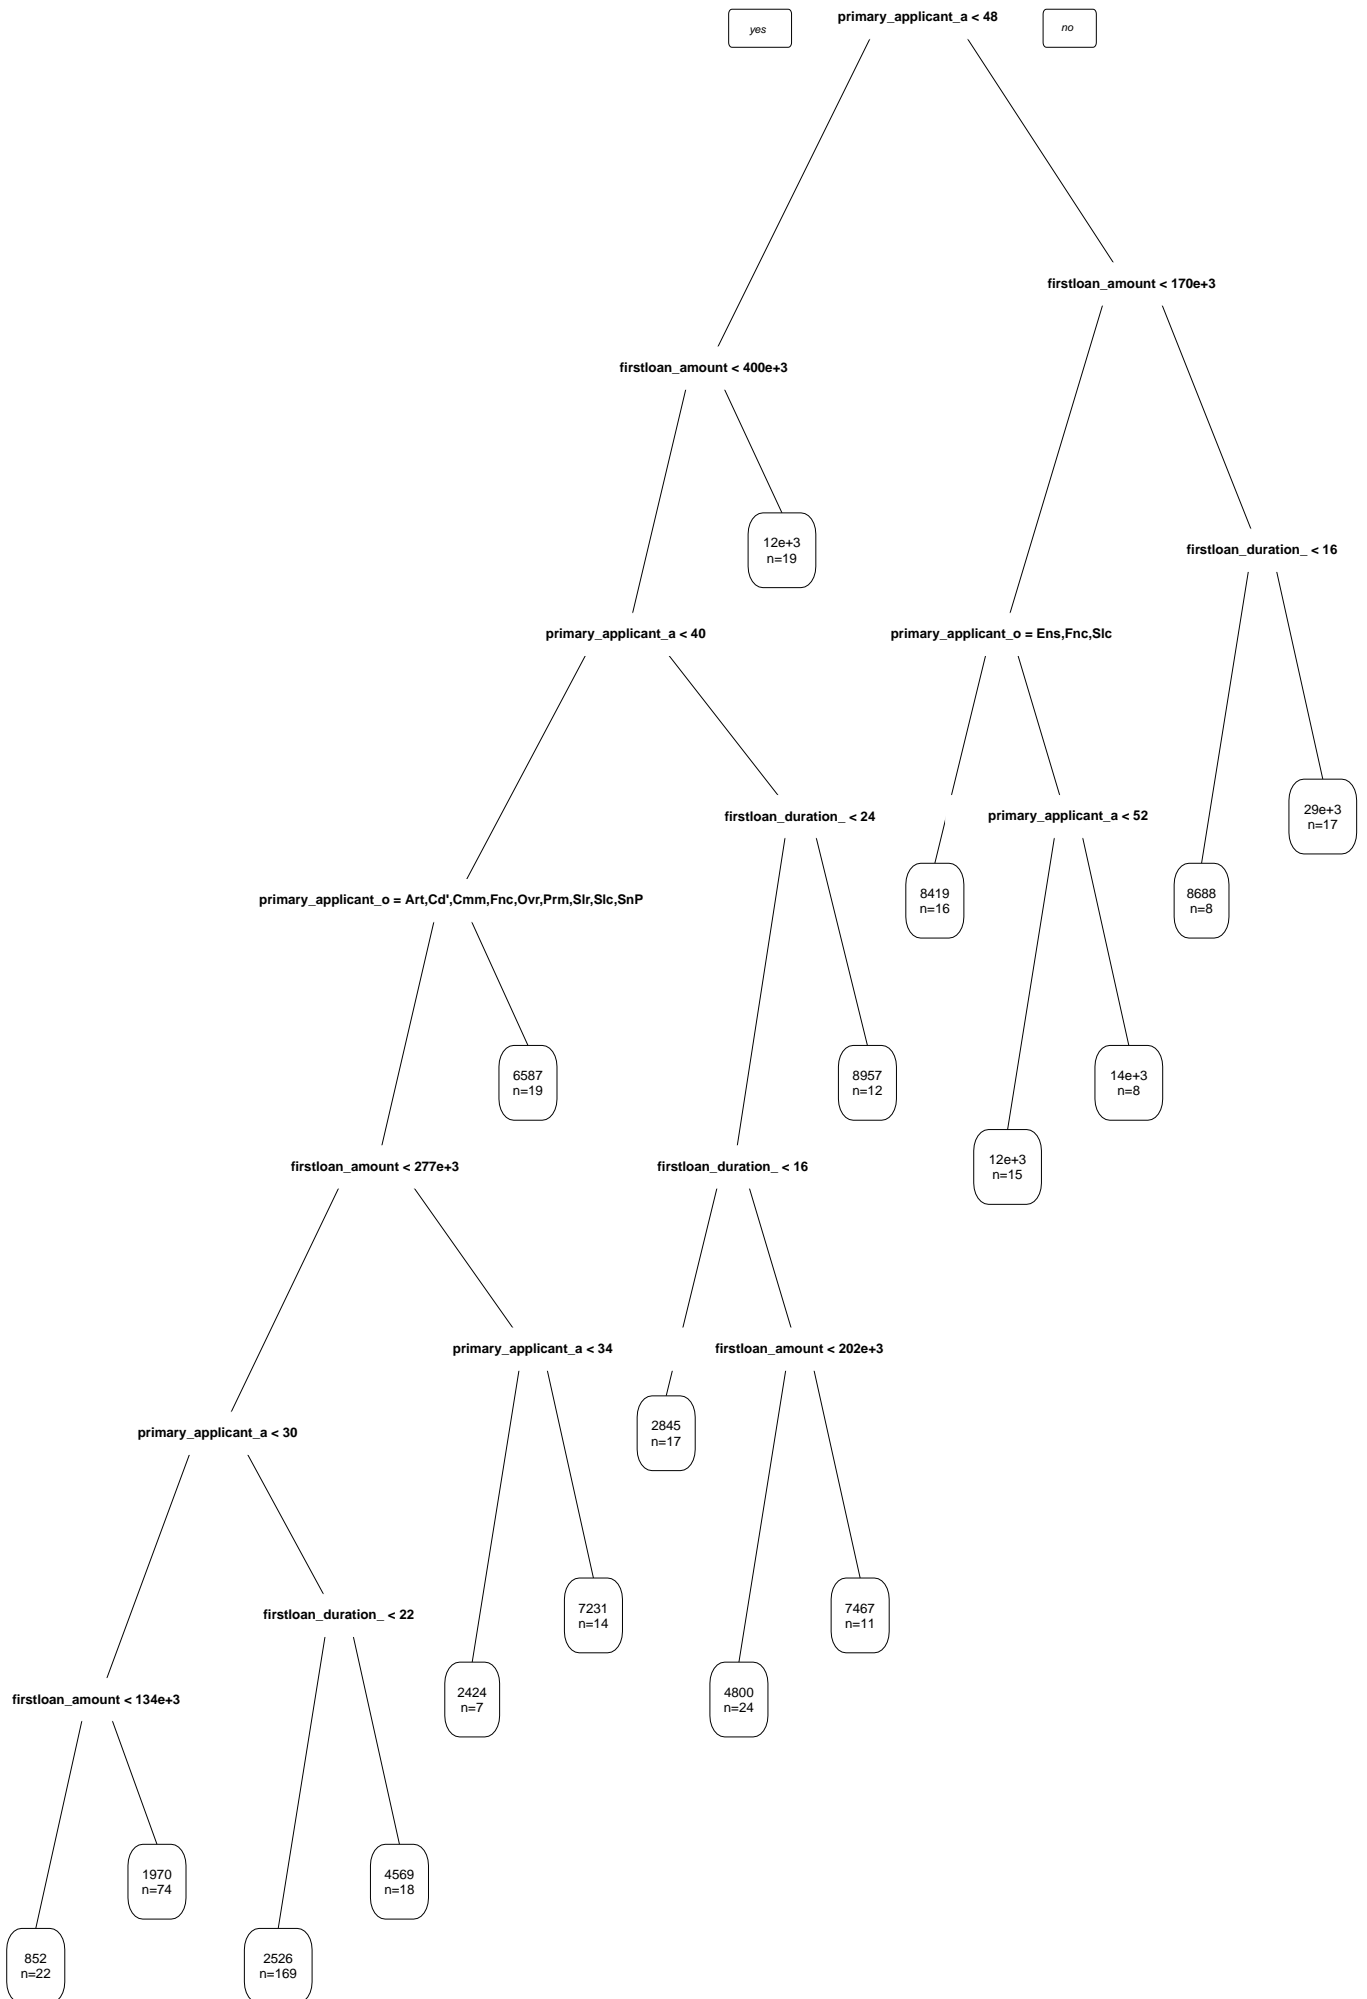 yes
primary_applicant_a < 48
no
firstloan_amount < 170e+3
firstloan_amount < 400e+3
12e+3
n=19
firstloan_duration_ < 16
primary_applicant_a < 40
primary_applicant_o = Ens,Fnc,Slc
firstloan_duration_ < 24
primary_applicant_a < 52
29e+3
n=17
primary_applicant_o = Art,Cd',Cmm,Fnc,Ovr,Prm,Slr,Slc,SnP
8419
n=16
8688
n=8
6587
n=19
8957
n=12
14e+3
n=8
firstloan_amount < 277e+3
firstloan_duration_ < 16
12e+3
n=15
primary_applicant_a < 34
firstloan_amount < 202e+3
primary_applicant_a < 30
2845
n=17
firstloan_duration_ < 22
7231
n=14
7467
n=11
firstloan_amount < 134e+3
2424
n=7
4800
n=24
1970
n=74
4569
n=18
852
n=22
2526
n=169